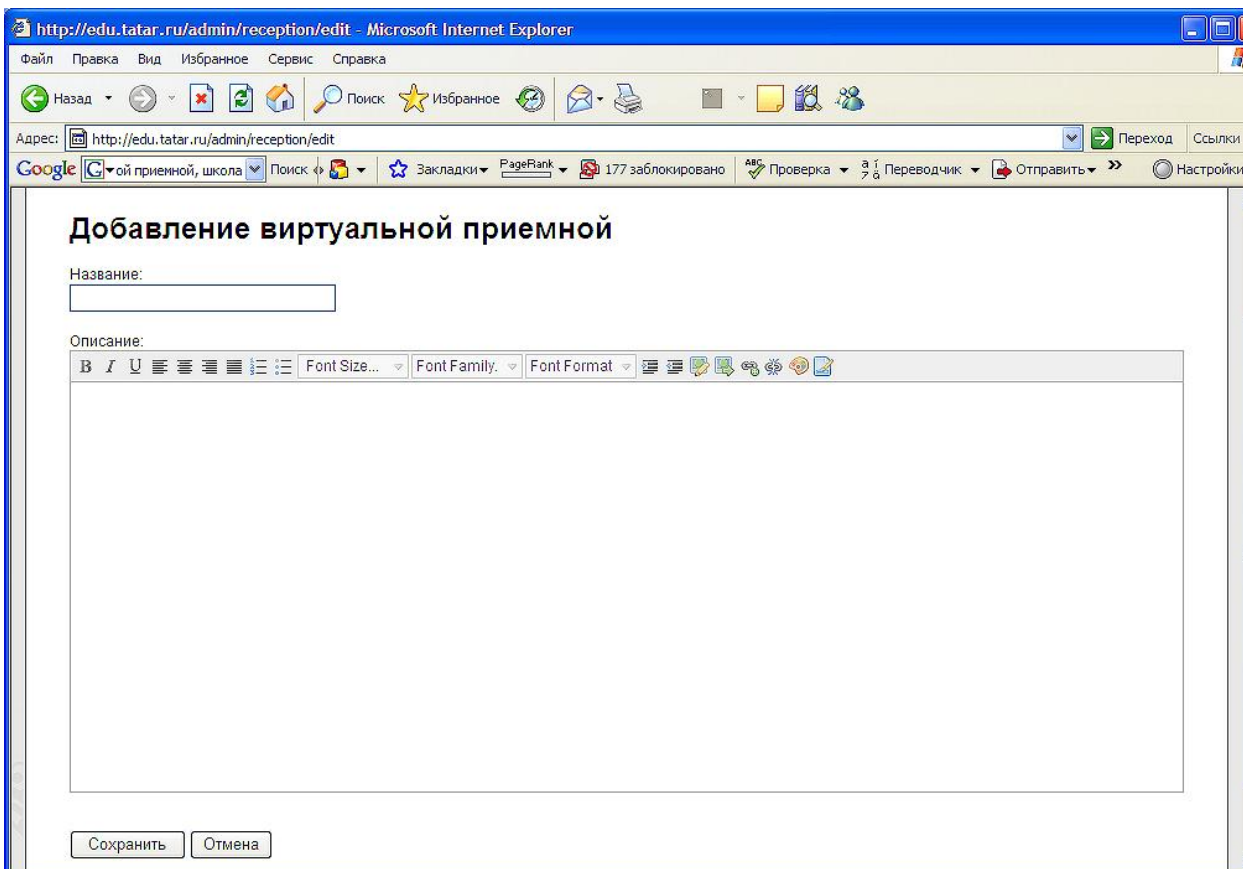 http://edu.tatar.ru/admin/reception/edit - Microsoft Internet Explorer
Файл Правка Вид Избранное Сервис Справка
Назад Поиск Избранное
Адрес: http://edu.tatar.ru/admin/reception/edit Переход Ссылки
Google ой приемной, школа Поиск Закладки PageRank 177 заблокировано Проверка Переводчик Отправить Настройки
Добавление виртуальной приемной
Название:
Описание:
B I U Font Size... Font Family. Font Format
Сохранить Отмена